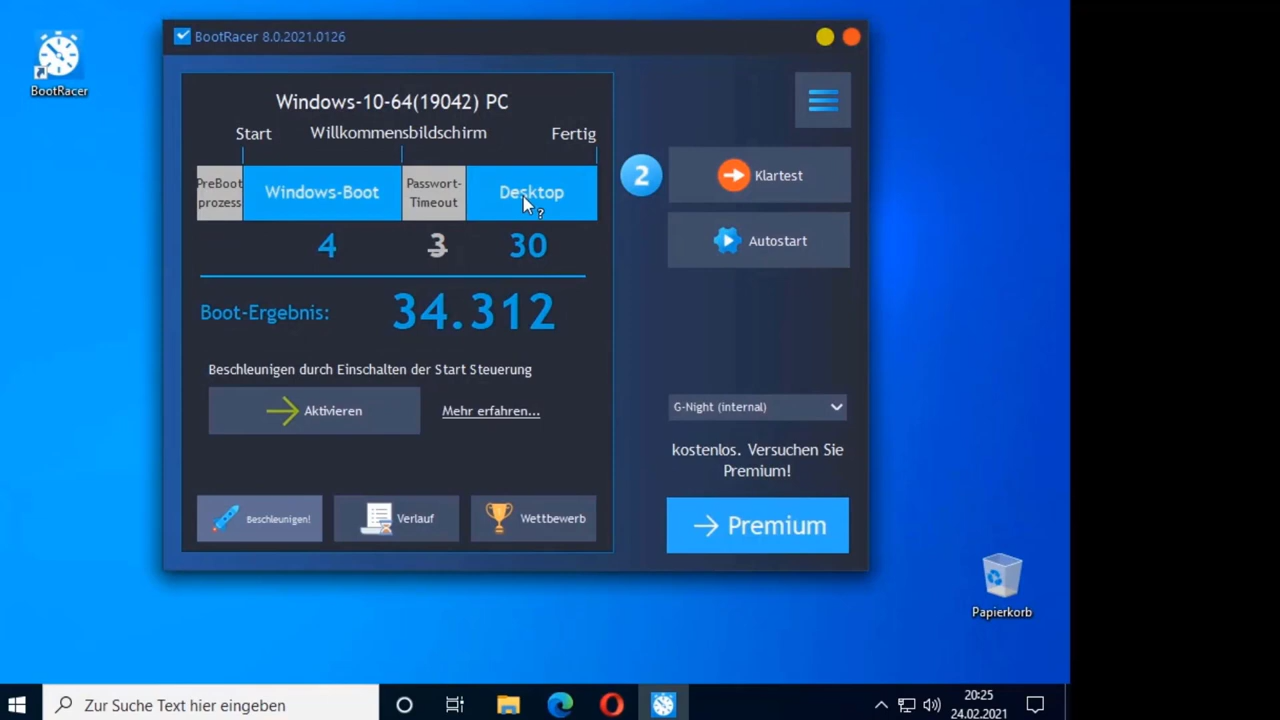 BootRacer
BootRacer 8.0.2021.0126
Windows-10-64(19042) PC
Start Willkommensbildschirm Fertig
PreBoot
prozess
Windows-Boot
Passwort-
Timeout
Desktop
4 3 30
Boot-Ergebnis: 34.312
Beschleunigen durch Einschalten der Start Steuerung
Aktivieren
Mehr erfahren...
Beschleunigen!
Verlauf
Wettbewerb
2
Klartest
Autostart
G-Night (internal)
kostenlos. Versuchen Sie
Premium!
Premium
Papierkorb
Zur Suche Text hier eingeben
20:25
24.02.2021